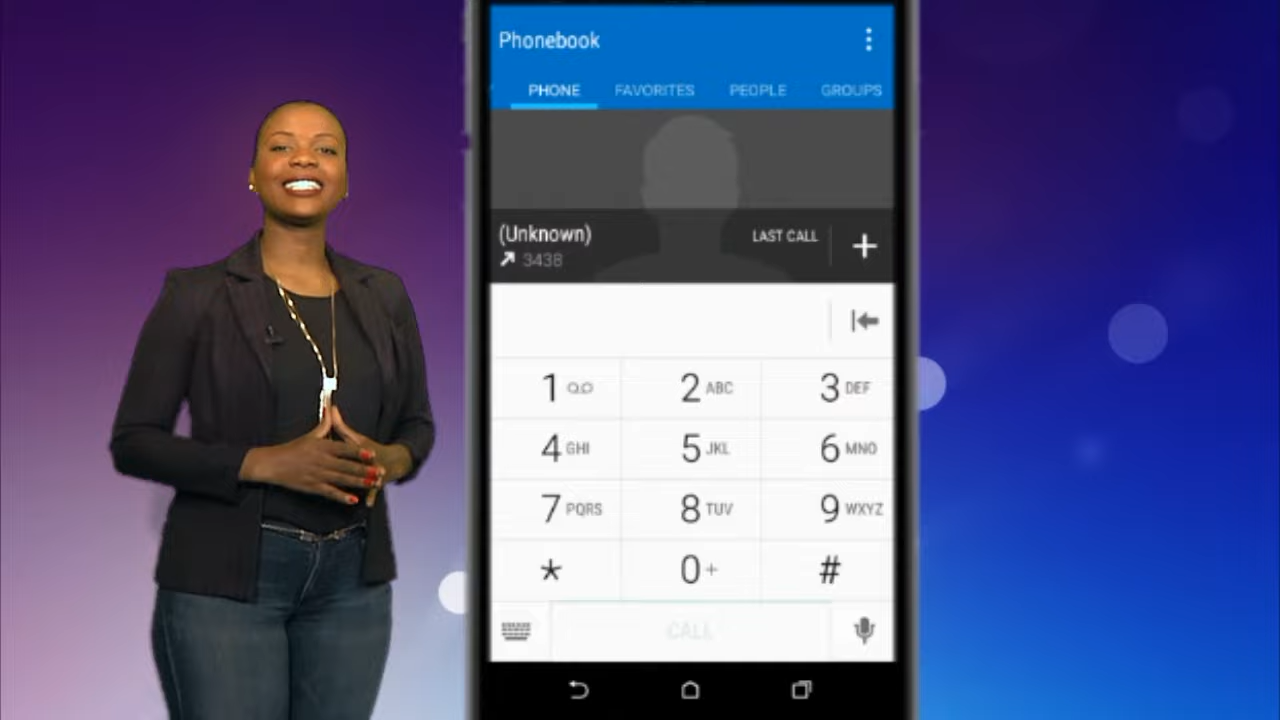 Phonebook
PHONE FAVORITES PEOPLE GROUPS
(Unknown) LAST CALL +
3438
1 2 ABC 3 DEF
4 GHI 5 JKL 6 MNO
7 PQRS 8 TUV 9 WXYZ
* 0 + #
CALL